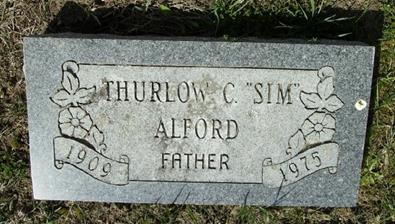 THURLOW C. "SIM"
ALFORD
FATHER
1909
1975